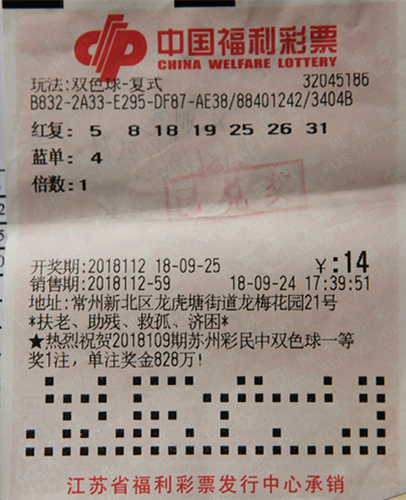 中国福利彩票
CHINA WELFARE LOTTERY
玩法:双色球-复式 32045186
B832-2A33-E295-DF87-AE38/88401242/3404B
红复: 5 8 18 19 25 26 31
蓝单: 4
倍数:1
已兑奖
开奖期:2018112 18-09-25 ¥:14
销售期:2018112-59 18-09-24 17:39:51
地址:常州新北区龙虎塘街道龙梅花园21号
*扶老、助残、救孤、济困*
★热烈祝贺2018109期苏州彩民中双色球一等
奖1注，单注奖金828万!
江苏省福利彩票发行中心承销